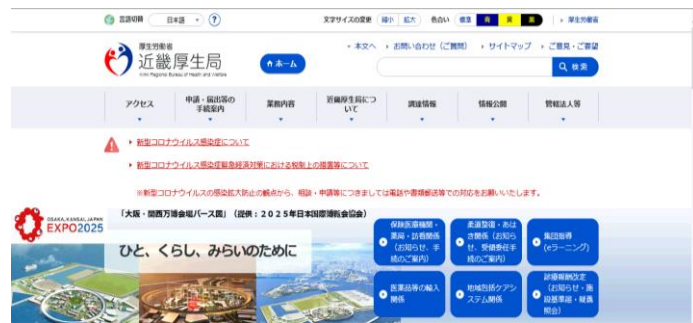 言語切替 日本語 ? 文字サイズの変更 縮小 拡大 色合い 標準 青 黄 黒 厚生労働省
厚生労働省
近畿厚生局
Kinki Regional Bureau of Health and Welfare
ホーム
本文へ お問い合わせ(ご質問) サイトマップ ご意見・ご要望
検索
アクセス
申請・届出等の
手続案内
業務内容
近畿厚生局につ
いて
調達情報
情報公開
管轄法人等
新型コロナウイルス感染症について
新型コロナウイルス感染症緊急経済対策における税制上の措置等について
※新型コロナウイルスの感染拡大防止の観点から、相談・申請等につきましては電話や書類郵送等での対応をお願いいたします。
OSAKA, KANSAI, JAPAN
EXPO2025
「大阪・関西万博会場パース図」(提供:2025年日本国際博覧会協会)
ひと、くらし、みらいのために
保険医療機関・
薬局・訪看関係
(お知らせ、手
続のご案内)
柔道整復・あは
き関係(お知ら
せ、受領委任手
続のご案内)
集団指導
(eラーニング)
医薬品等の輸入
関係
地域包括ケアシ
ステム関係
診療報酬改定
(お知らせ・施
設基準届・疑義
照会)